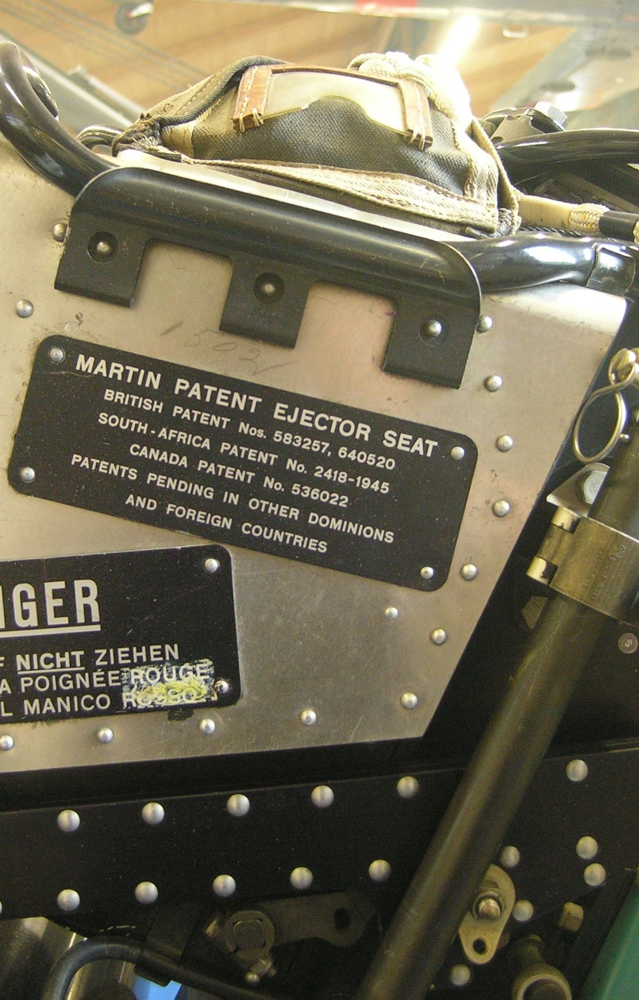 1502
MARTIN PATENT EJECTOR SEAT
BRITISH PATENT Nos. 583257, 640520
SOUTH-AFRICA PATENT No. 2418-1945
CANADA PATENT No. 536022
PATENTS PENDING IN OTHER DOMINIONS
AND FOREIGN COUNTRIES
NGER
F NICHT ZIEHEN
A POIGNÉE ROUGE
L MANICO ROSSO